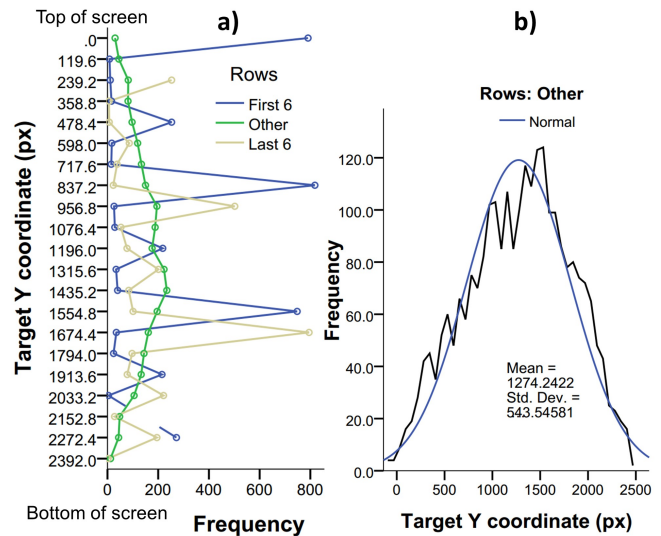 Top of screen
a)
Target Y coordinate (px)
.0
119.6
239.2
358.8
478.4
598.0
717.6
837.2
956.8
1076.4
1196.0
1315.6
1435.2
1554.8
1674.4
1794.0
1913.6
2033.2
2152.8
2272.4
2392.0
Rows
First 6
Other
Last 6
0 200 400 600 800
Bottom of screen
Frequency
b)
Rows: Other
Normal
Frequency
120.0
100.0
80.0
60.0
40.0
20.0
0.0
Mean =
1274.2422
Std. Dev. =
543.54581
0 500 1000 1500 2000 2500
Target Y coordinate (px)